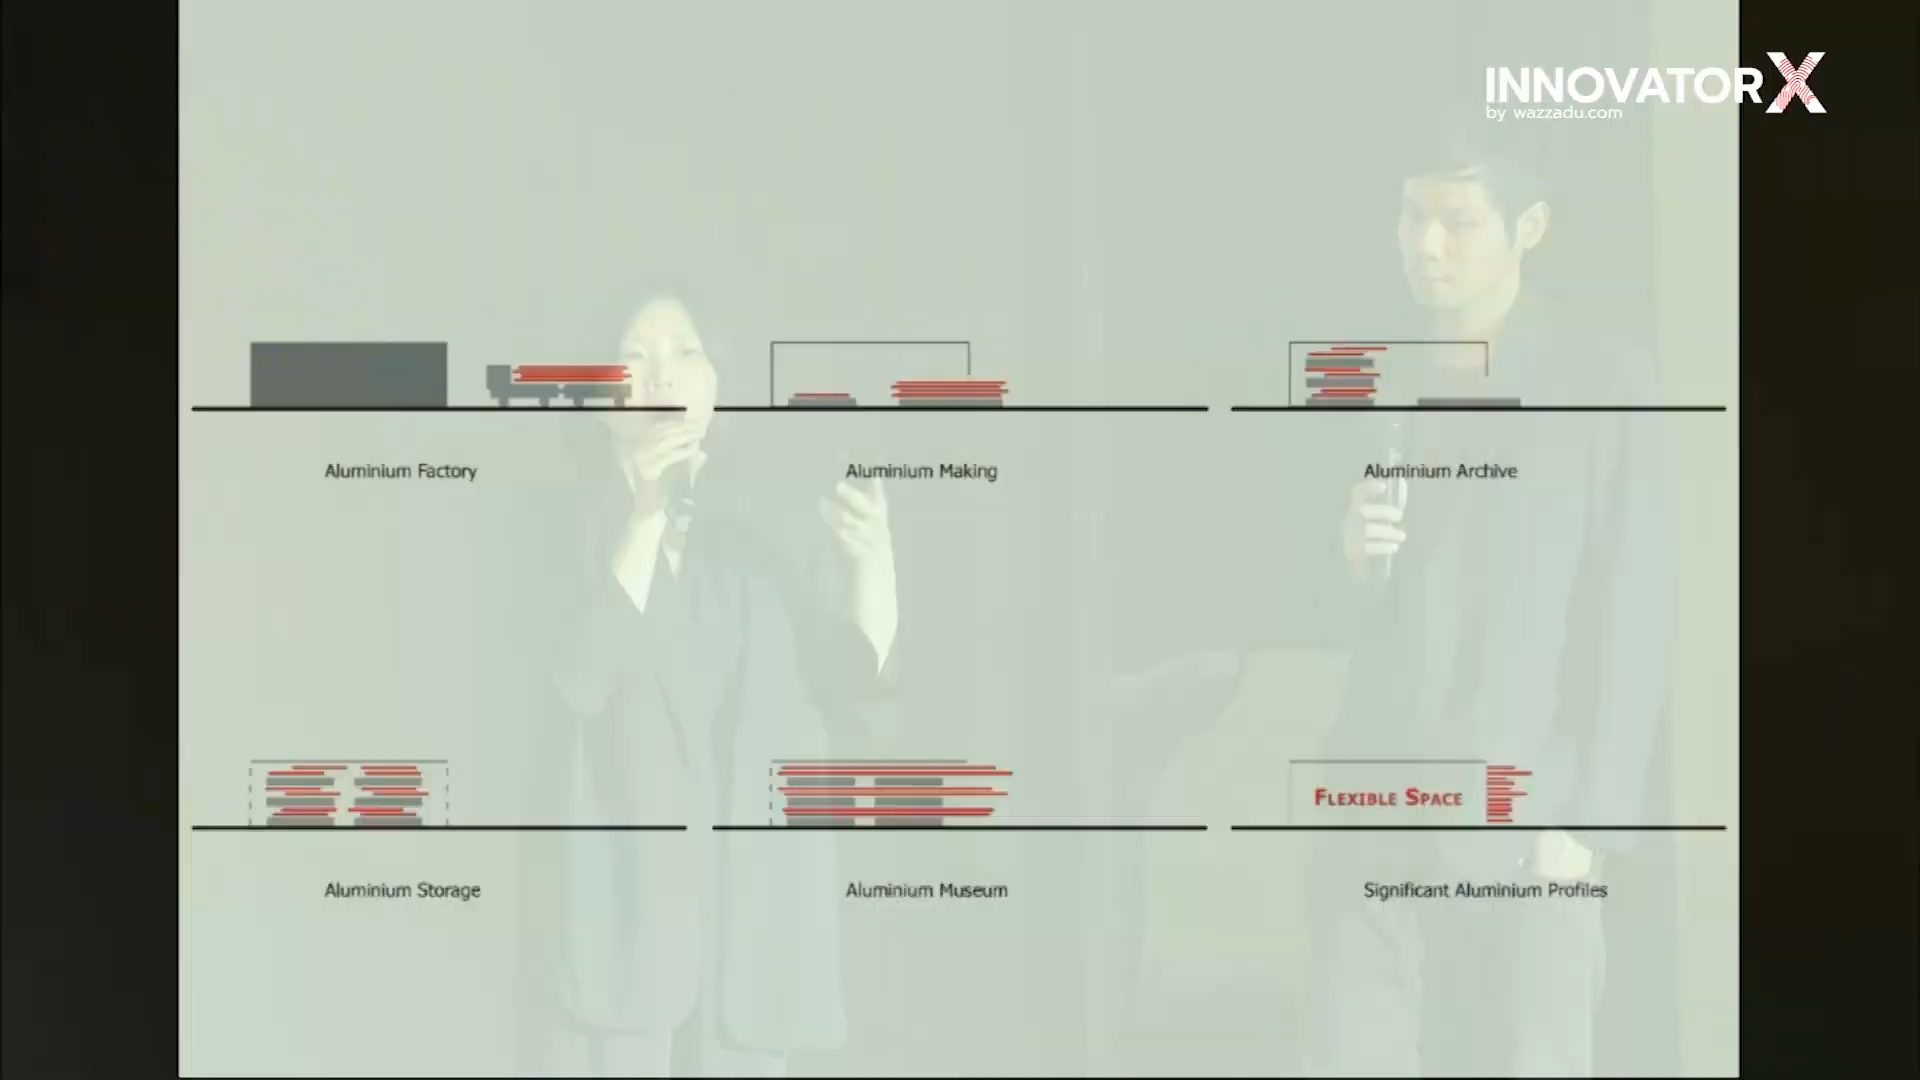 INNOVATORX
by wazzadu.com
Aluminium Factory
Aluminium Making
Aluminium Archive
FLEXIBLE SPACE
Aluminium Storage
Aluminium Museum
Significant Aluminium Profiles